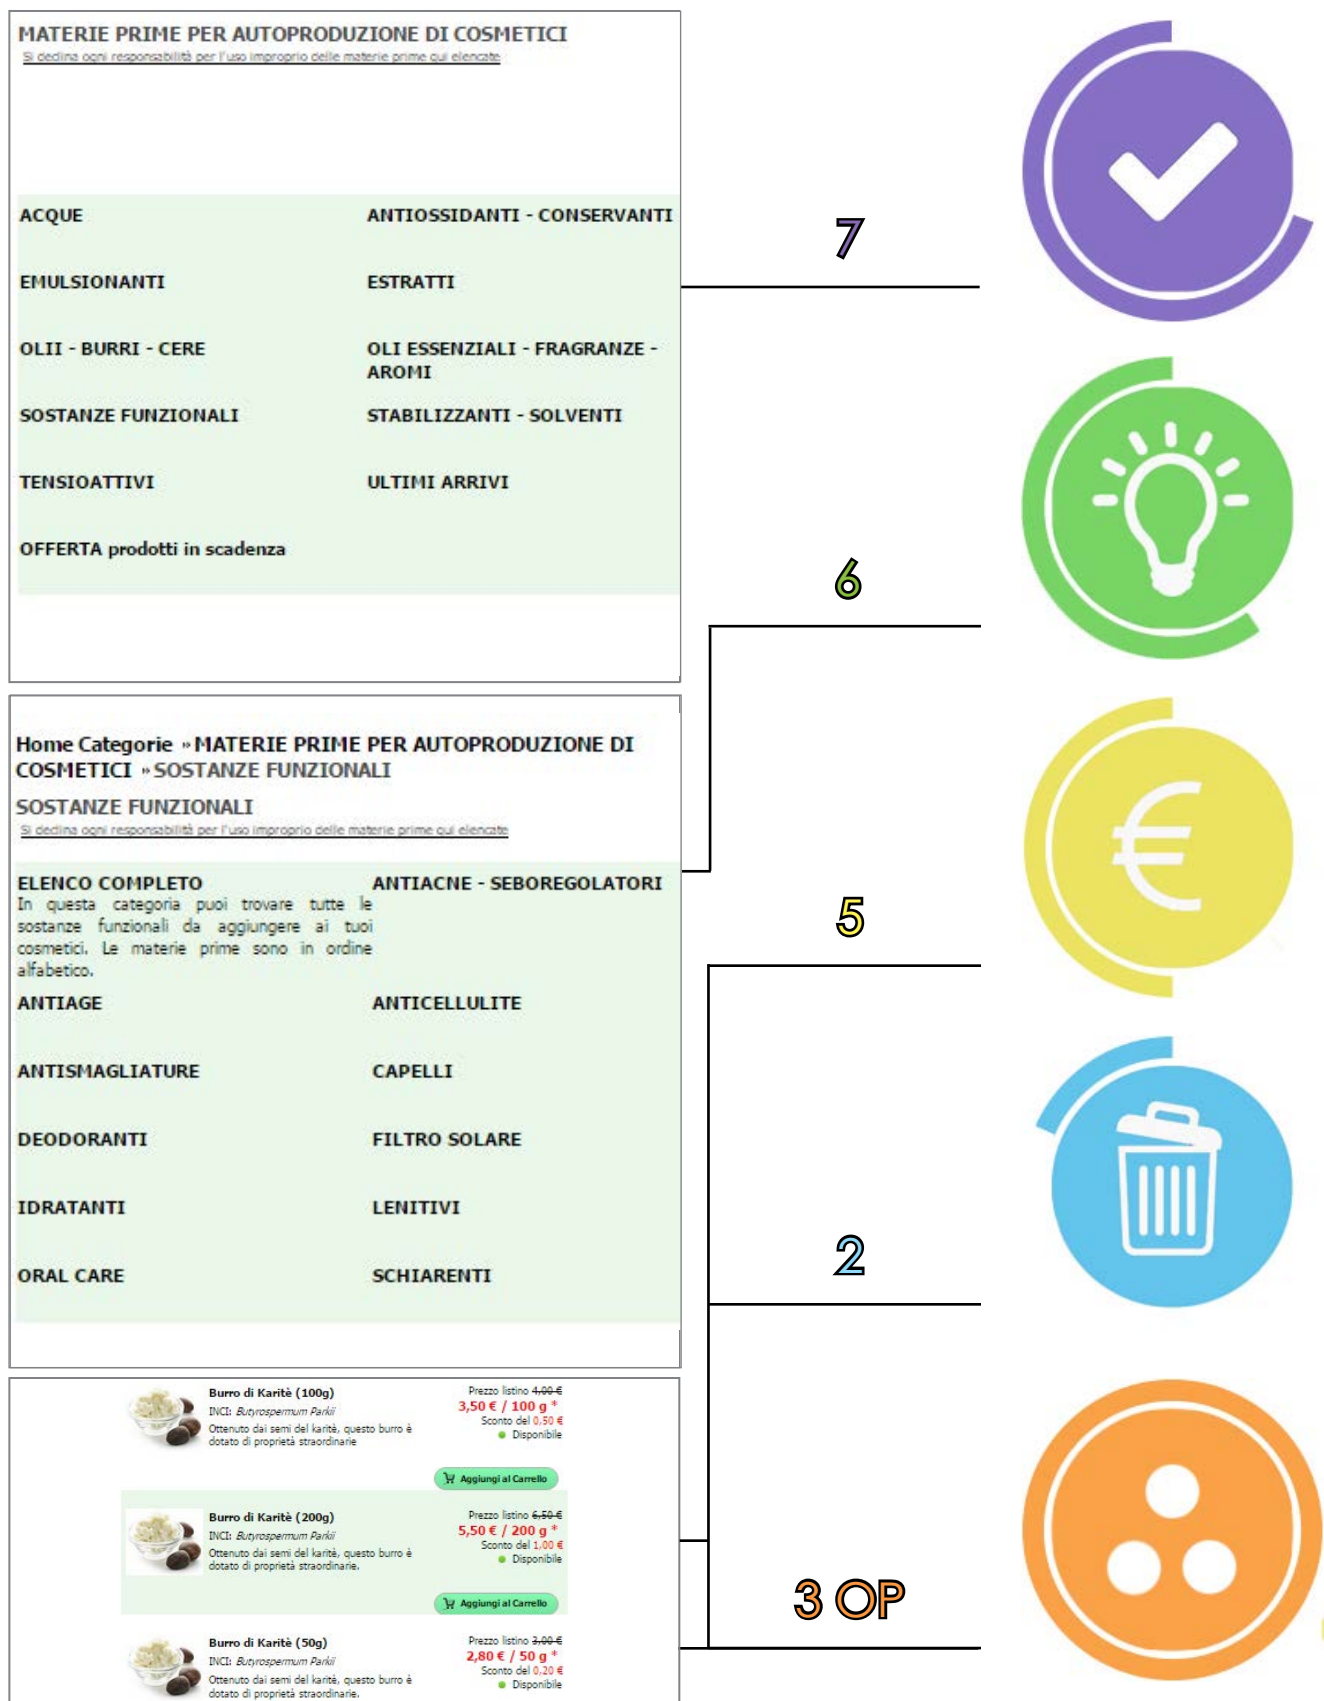 MATERIE PRIME PER AUTOPRODUZIONE DI COSMETICI
Si declina ogni responsabilità per l'uso improprio delle materie prime qui elencate
ACQUE
ANTIOSSIDANTI - CONSERVANTI
EMULSIONANTI
ESTRATTI
OLII - BURRI - CERE
OLI ESSENZIALI - FRAGRANZE -
AROMI
SOSTANZE FUNZIONALI
STABILIZZANTI - SOLVENTI
TENSIOATTIVI
ULTIMI ARRIVI
OFFERTA prodotti in scadenza
7
6
Home Categorie » MATERIE PRIME PER AUTOPRODUZIONE DI
COSMETICI » SOSTANZE FUNZIONALI
SOSTANZE FUNZIONALI
Si declina ogni responsabilità per l'uso improprio delle materie prime qui elencate
ELENCO COMPLETO
In questa categoria puoi trovare tutte le
sostanze funzionali da aggiungere ai tuoi
cosmetici. Le materie prime sono in ordine
alfabetico.
ANTIACNE - SEBOREGOLATORI
ANTIAGE
ANTICELLULITE
ANTISMAGLIATURE
CAPELLI
DEODORANTI
FILTRO SOLARE
IDRATANTI
LENITIVI
ORAL CARE
SCHIARENTI
€
5
2
Burro di Karitè (100g)
INCI: Butyrospermum Parkii
Ottenuto dai semi del karitè, questo burro è
dotato di proprietà straordinarie
Prezzo listino 4,00 €
3,50 € / 100 g *
Sconto del 0,50 €
Disponibile
Aggiungi al Carrello
Burro di Karitè (200g)
INCI: Butyrospermum Parkii
Ottenuto dai semi del karitè, questo burro è
dotato di proprietà straordinarie.
Prezzo listino 6,50 €
5,50 € / 200 g *
Sconto del 1,00 €
Disponibile
Aggiungi al Carrello
Burro di Karitè (50g)
INCI: Butyrospermum Parkii
Ottenuto dai semi del karitè, questo burro è
dotato di proprietà straordinarie.
Prezzo listino 3,00 €
2,80 € / 50 g *
Sconto del 0,20 €
Disponibile
3 OP